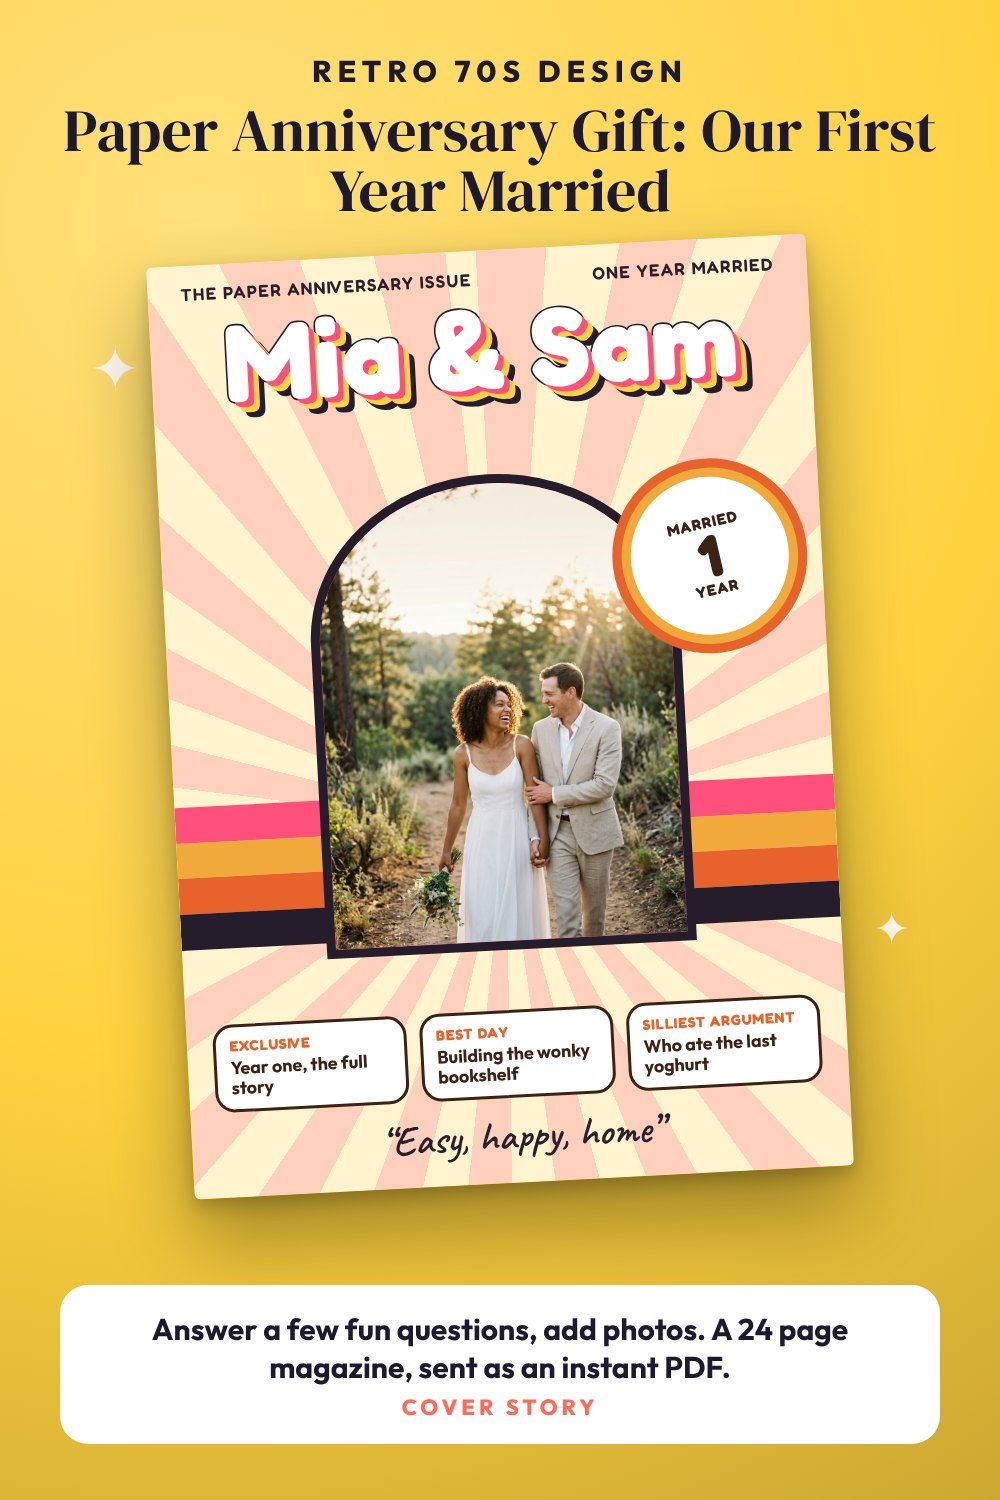 RETRO 70S DESIGN
Paper Anniversary Gift: Our First
Year Married
THE PAPER ANNIVERSARY ISSUE
ONE YEAR MARRIED
Mia & Sam
MARRIED
1
YEAR
EXCLUSIVE
Year one, the full
story
BEST DAY
Building the wonky
bookshelf
SILLIEST ARGUMENT
Who ate the last
yoghurt
“Easy, happy, home”
Answer a few fun questions, add photos. A 24 page
magazine, sent as an instant PDF.
COVER STORY